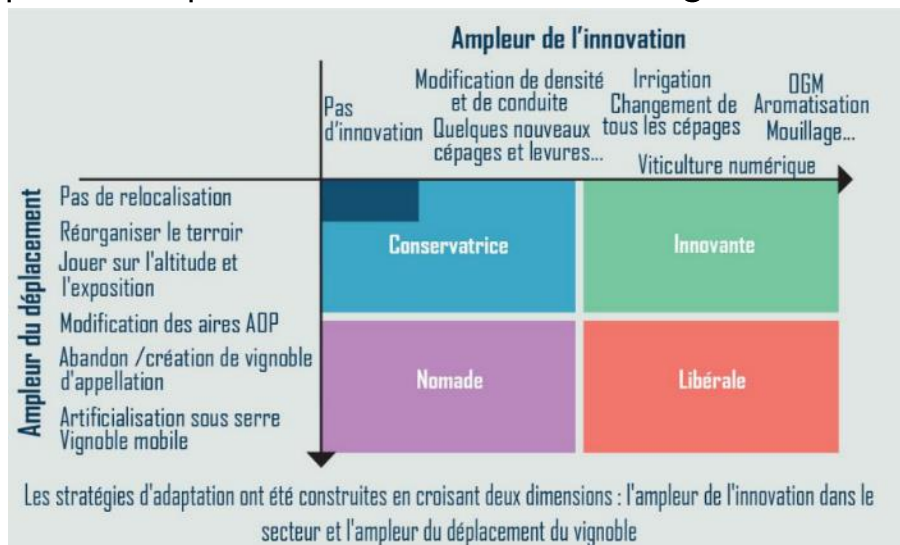 Ampleur de l'innovation
Pas
d'innovation
Modification de densité
et de conduite
Quelques nouveaux
cépages et levures...
Irrigation
Changement de
tous les cépages
Viticulture numérique
OGM
Aromatisation
Mouillage...
Ampleur du déplacement
Pas de relocalisation
Réorganiser le terroir
Jouer sur l'altitude et
l'exposition
Modification des aires AOP
Abandon /création de vignoble
d'appellation
Artificialisation sous serre
Vignoble mobile
Conservatrice
Innovante
Nomade
Libérale
Les stratégies d'adaptation ont été construites en croisant deux dimensions : l'ampleur de l'innovation dans le
secteur et l'ampleur du déplacement du vignoble